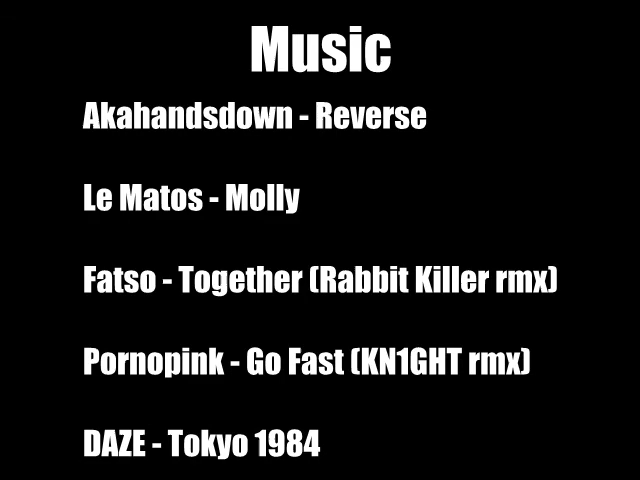 Music
Akahandsdown - Reverse
Le Matos - Molly
Fatso - Together (Rabbit Killer rmx)
Pornopink - Go Fast (KN1GHT rmx)
DAZE - Tokyo 1984